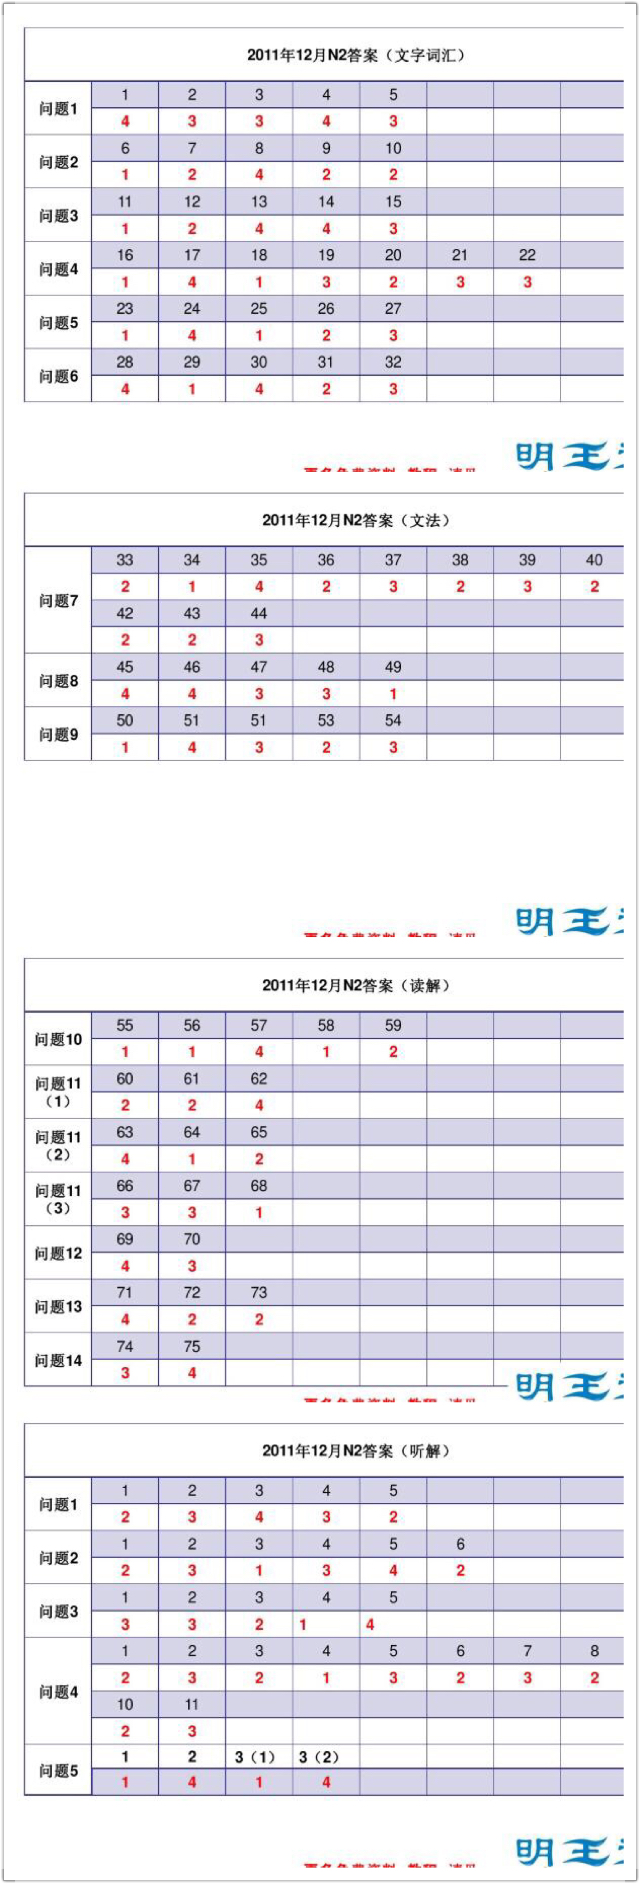 2011年12月N2答案（文字词汇）
问题1 1 2 3 4 5
4 3 3 4 3
问题2 6 7 8 9 10
1 2 4 2 2
问题3 11 12 13 14 15
1 2 4 4 3
问题4 16 17 18 19 20 21 22
1 4 1 3 2 3 3
问题5 23 24 25 26 27
1 4 1 2 3
问题6 28 29 30 31 32
4 1 4 2 3
明王
2011年12月N2答案（文法）
问题7 33 34 35 36 37 38 39 40
2 1 4 2 3 2 3 2
42 43 44
2 2 3
问题8 45 46 47 48 49
4 4 3 3 1
问题9 50 51 51 53 54
1 4 3 2 3
明王
2011年12月N2答案（读解）
问题10 55 56 57 58 59
1 1 4 1 2
问题11（1） 60 61 62
2 2 4
问题11（2） 63 64 65
4 1 2
问题11（3） 66 67 68
3 3 1
问题12 69 70
4 3
问题13 71 72 73
4 2 2
问题14 74 75
3 4
明王
2011年12月N2答案（听解）
问题1 1 2 3 4 5
2 3 4 3 2
问题2 1 2 3 4 5 6
2 3 1 3 4 2
问题3 1 2 3 4 5
3 3 2 1 4
问题4 1 2 3 4 5 6 7 8
2 3 2 1 3 2 3 2
10 11
2 3
问题5 1 2 3（1） 3（2）
1 4 1 4
明王